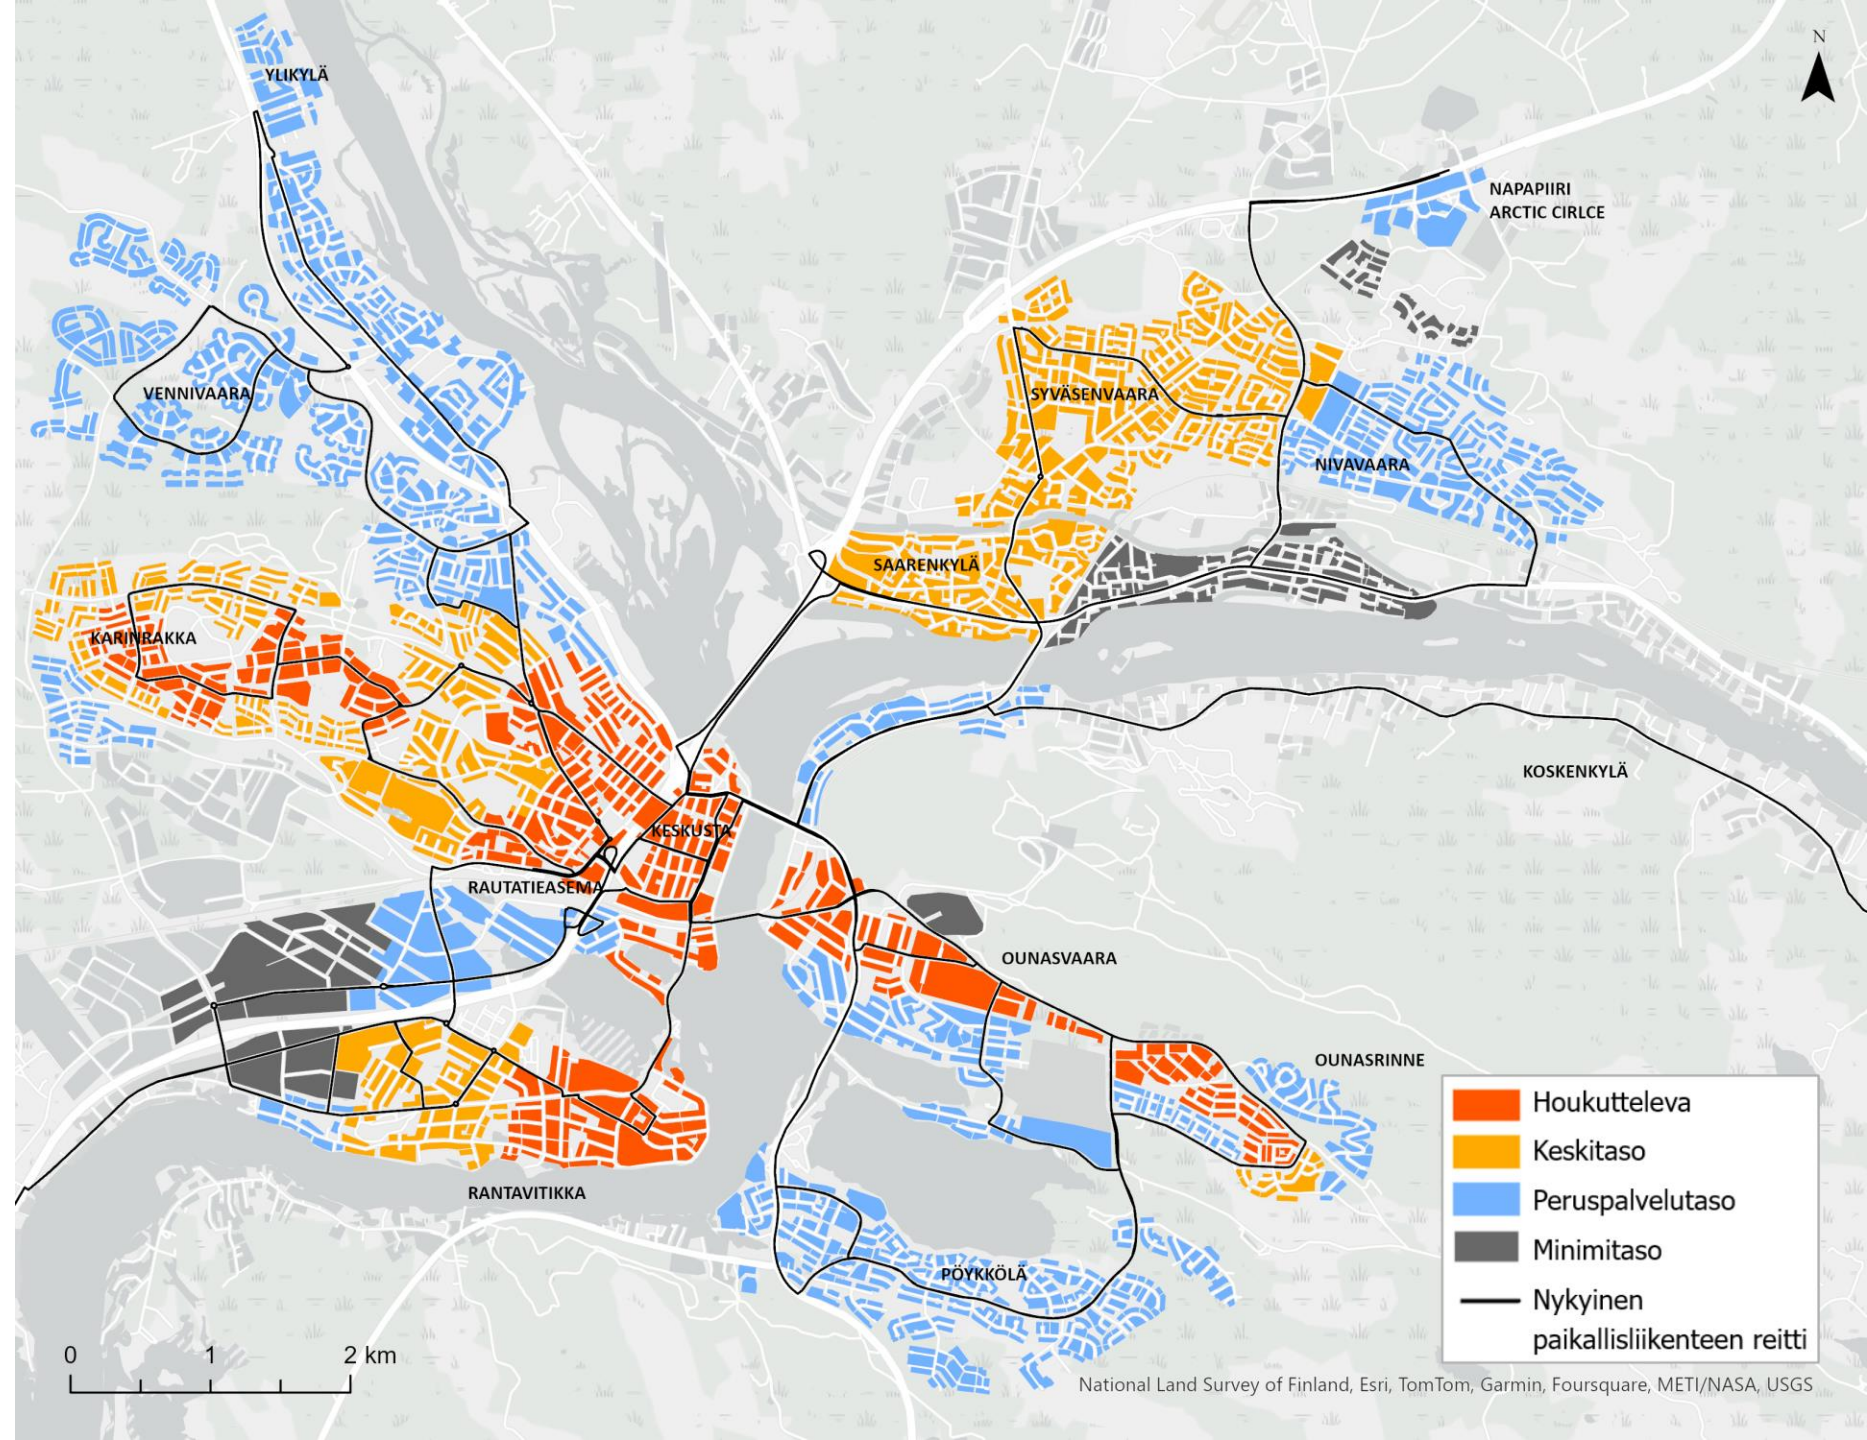 YLIKYLÄ
N
NAPAPIIRI
ARCTIC CIRLCE
VENNIVAARA
SYVÄSENVAARA
NIVAVAARA
SAARENKYLÄ
KARINRAKKA
KOSKENKYLÄ
KESKUSTA
RAUTATIEASEMA
OUNASVAARA
OUNASRINNE
RANTAVITIKKA
PÖYKKÖLÄ
Houkutteleva
Keskitaso
Peruspalvelutaso
Minimitaso
Nykyinen
paikallisliikenteen reitti
0 1 2 km
National Land Survey of Finland, Esri, TomTom, Garmin, Foursquare, METI/NASA, USGS